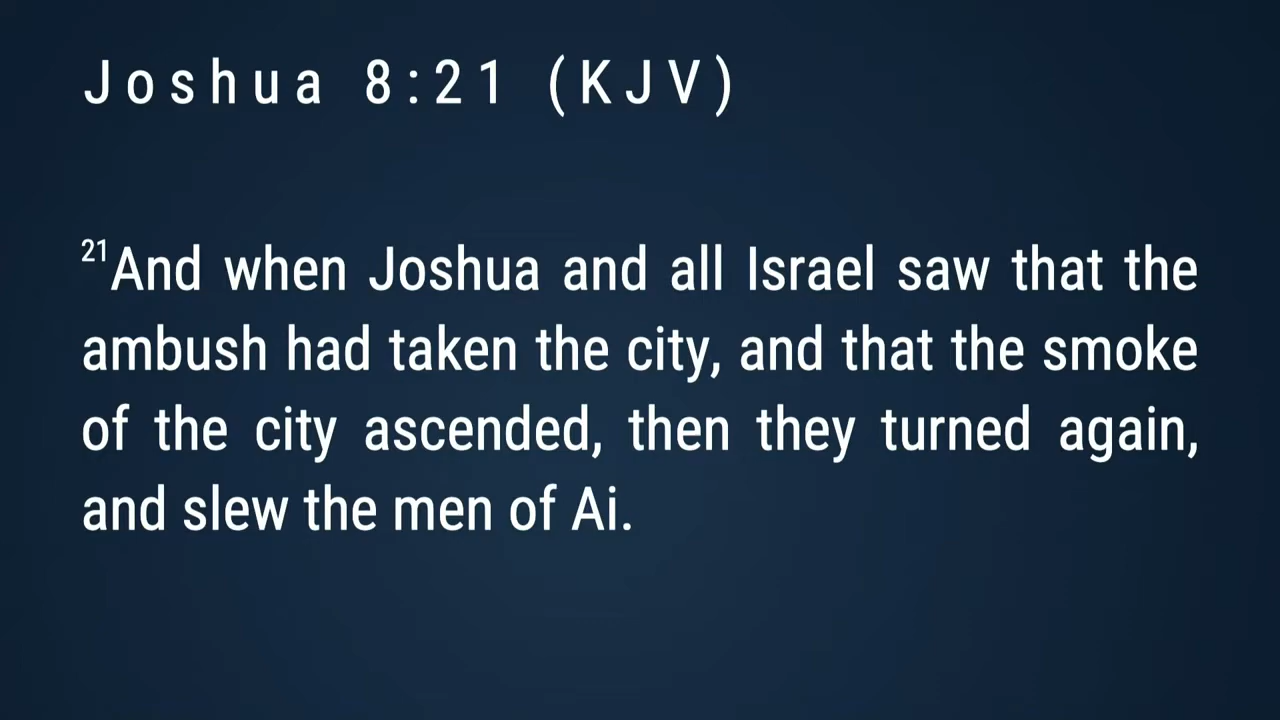 Joshua 8:21 (KJV)
21And when Joshua and all Israel saw that the
ambush had taken the city, and that the smoke
of the city ascended, then they turned again,
and slew the men of Ai.